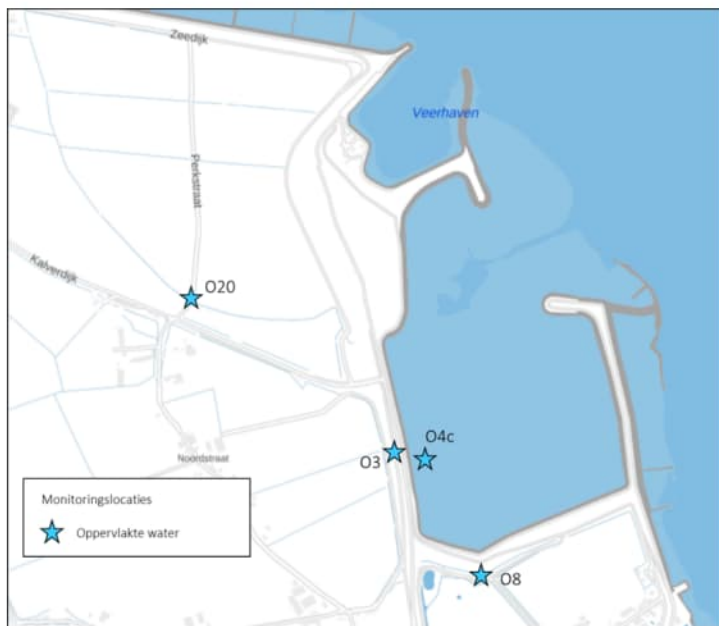 Zeedijk
Veerhaven
Perkstraat
Kalverdijk
O20
O4c
O3
Noordstraat
Monitoringslocaties
Oppervlakte water
O8